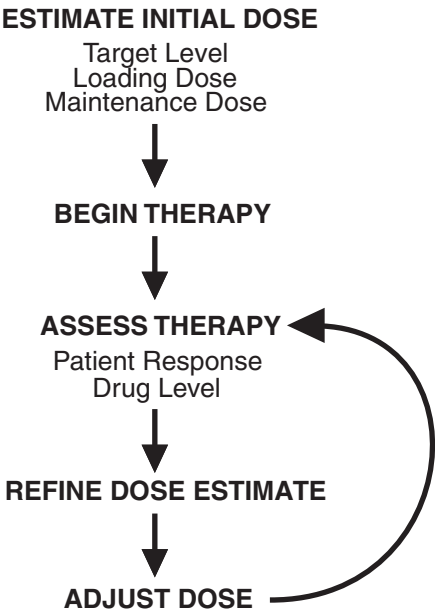 ESTIMATE INITIAL DOSE
Target Level
Loading Dose
Maintenance Dose
BEGIN THERAPY
ASSESS THERAPY
Patient Response
Drug Level
REFINE DOSE ESTIMATE
ADJUST DOSE